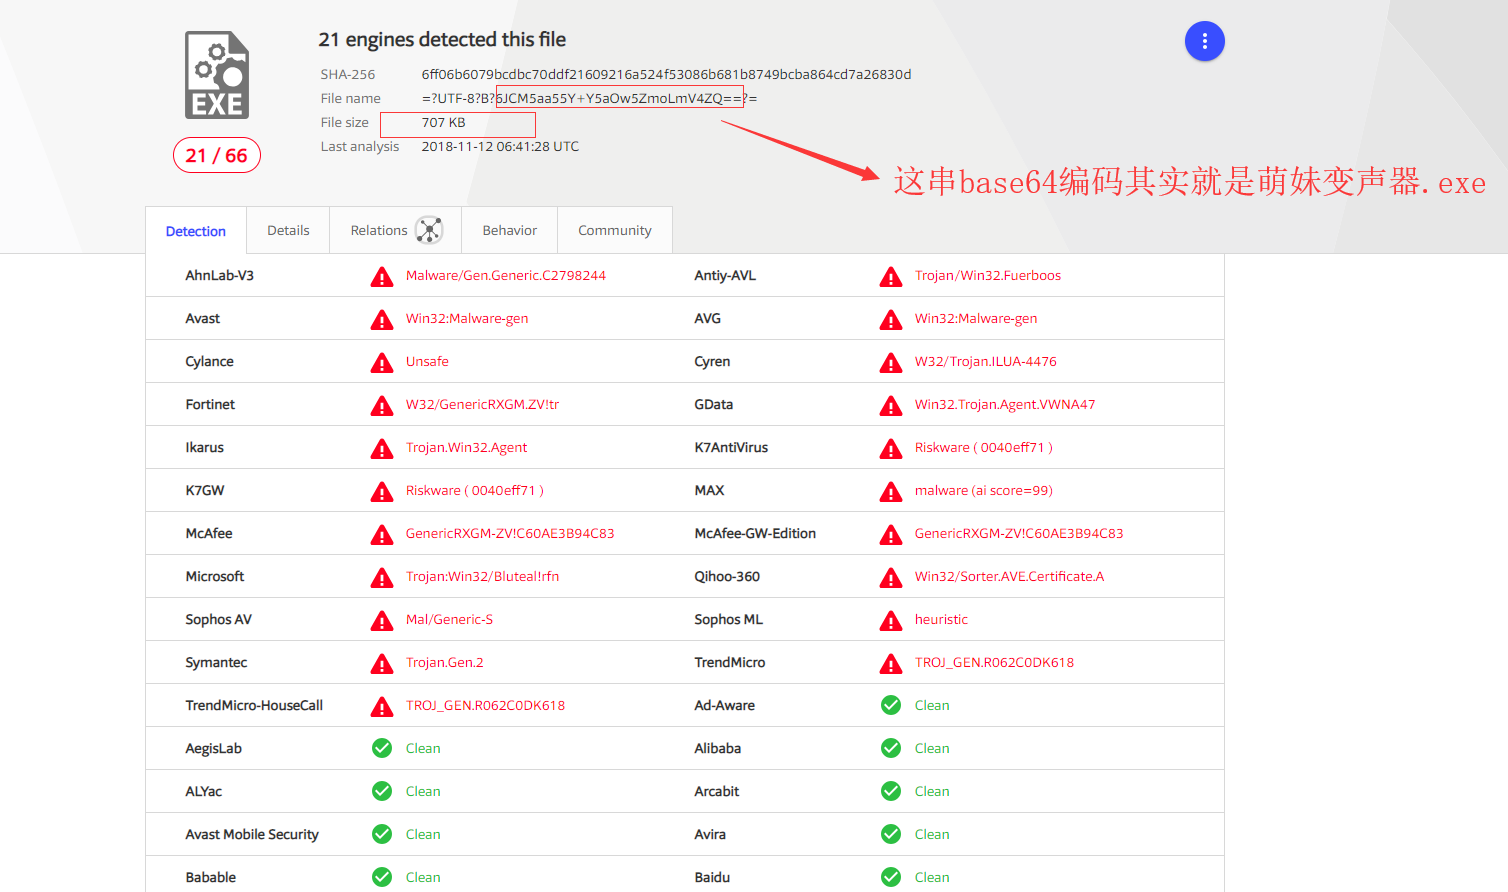 21 engines detected this file
EXE
21 / 66
SHA-256 6ff06b6079bcdbc70ddf21609216a524f53086b681b8749bcba864cd7a26830d
File name =?UTF-8?B?6JCM5aa55Y+Y5aOw5ZmoLmV4ZQ==?=
File size 707 KB
Last analysis 2018-11-12 06:41:28 UTC
这串base64编码其实就是萌妹变声器.exe
Detection Details Relations Behavior Community
AhnLab-V3 Malware/Gen.Generic.C2798244 Antiy-AVL Trojan/Win32.Fuerboos
Avast Win32:Malware-gen AVG Win32:Malware-gen
Cylance Unsafe Cyren W32/Trojan.ILUA-4476
Fortinet W32/GenericRXGM.ZV!tr GData Win32.Trojan.Agent.VWNA47
Ikarus Trojan.Win32.Agent K7AntiVirus Riskware ( 0040eff71 )
K7GW Riskware ( 0040eff71 ) MAX malware (ai score=99)
McAfee GenericRXGM-ZV!C60AE3B94C83 McAfee-GW-Edition GenericRXGM-ZV!C60AE3B94C83
Microsoft Trojan:Win32/Bluteal!rfn Qihoo-360 Win32/Sorter.AVE.Certificate.A
Sophos AV Mal/Generic-S Sophos ML heuristic
Symantec Trojan.Gen.2 TrendMicro TROJ_GEN.R062C0DK618
TrendMicro-HouseCall TROJ_GEN.R062C0DK618 Ad-Aware Clean
AegisLab Clean Alibaba Clean
ALYac Clean Arcabit Clean
Avast Mobile Security Clean Avira Clean
Babable Clean Baidu Clean